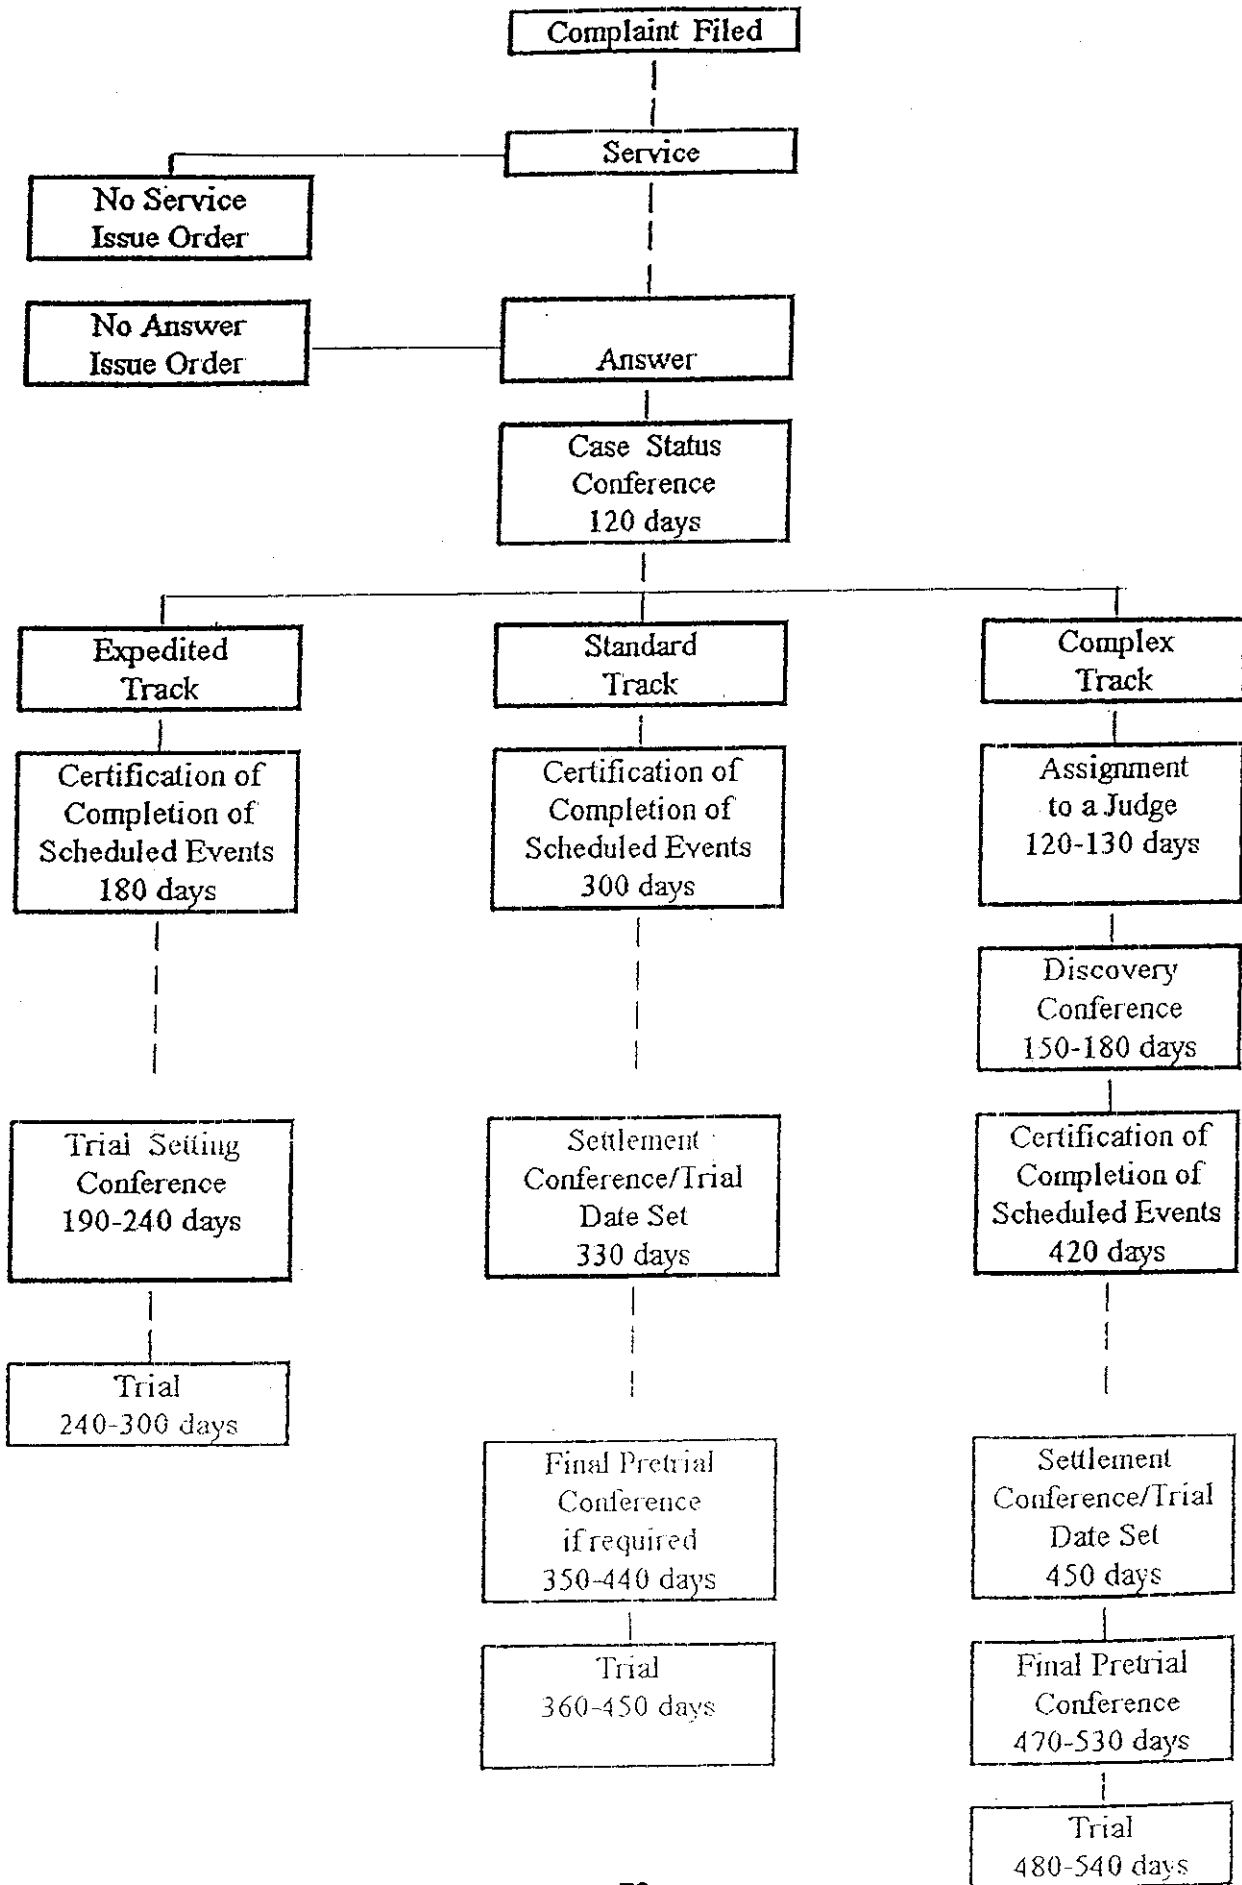 Complaint Filed
Service
No Service
Issue Order
No Answer
Issue Order
Answer
Case Status
Conference
120 days
Expedited
Track
Standard
Track
Complex
Track
Certification of
Completion of
Scheduled Events
180 days
Certification of
Completion of
Scheduled Events
300 days
Assignment
to a Judge
120-130 days
Discovery
Conference
150-180 days
Trial Setting
Conference
190-240 days
Settlement
Conference/Trial
Date Set
330 days
Certification of
Completion of
Scheduled Events
420 days
Trial
240-300 days
Final Pretrial
Conference
if required
350-440 days
Settlement
Conference/Trial
Date Set
450 days
Trial
360-450 days
Final Pretrial
Conference
470-530 days
Trial
480-540 days